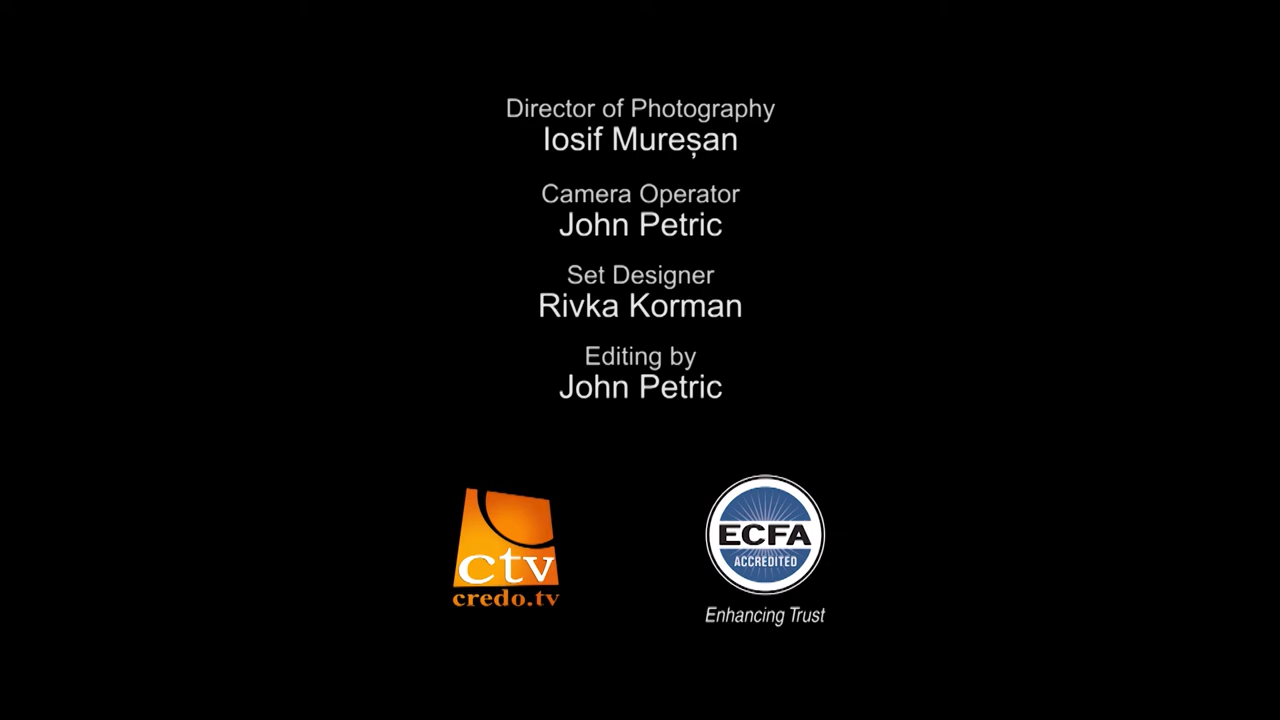 Director of Photography
Iosif Mureșan
Camera Operator
John Petric
Set Designer
Rivka Korman
Editing by
John Petric
ctv
credo.tv
ECFA
ACCREDITED
Enhancing Trust